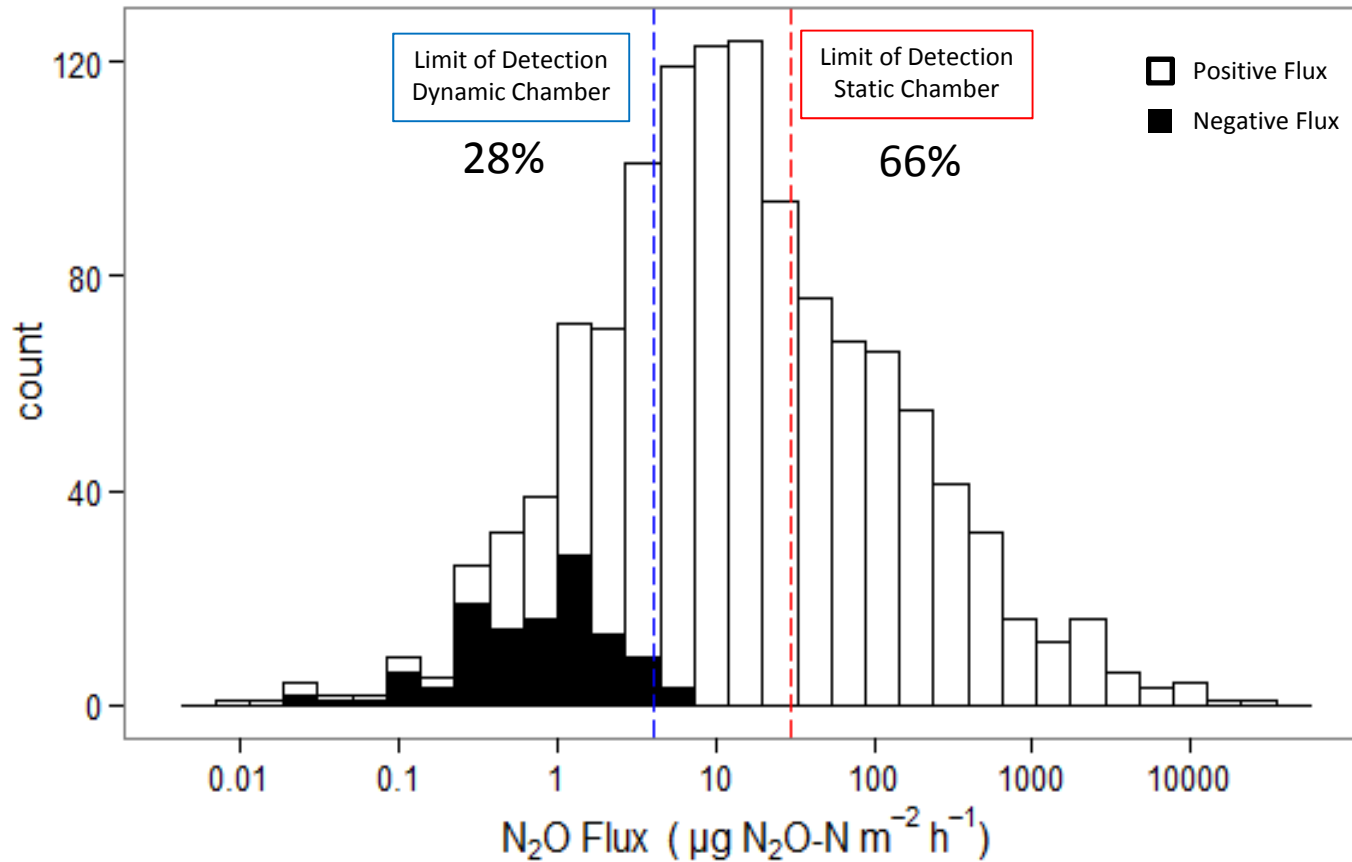 120
80
40
0
count
Limit of Detection
Dynamic Chamber
28%
Limit of Detection
Static Chamber
66%
Positive Flux
Negative Flux
0.01 0.1 1 10 100 1000 10000
N₂O Flux ( µg N₂O-N m⁻² h⁻¹)